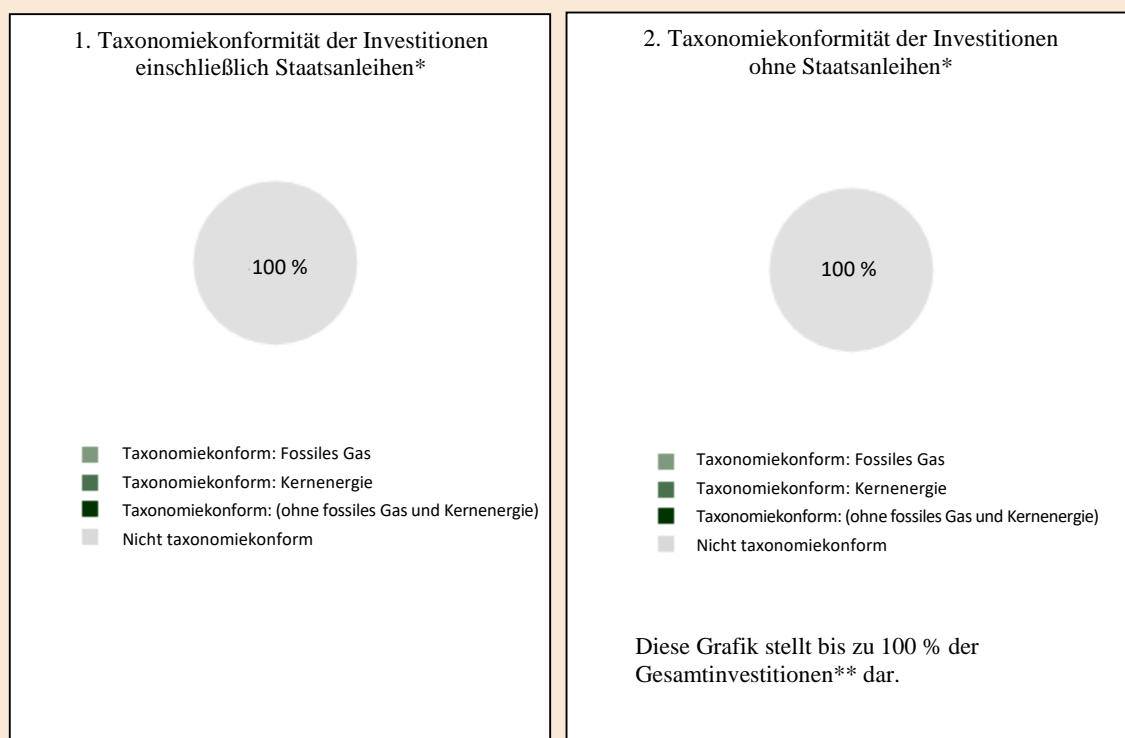 1. Taxonomiekonformität der Investitionen
einschließlich Staatsanleihen*
100 %
Taxonomiekonform: Fossiles Gas
Taxonomiekonform: Kernenergie
Taxonomiekonform: (ohne fossiles Gas und Kernenergie)
Nicht taxonomiekonform
2. Taxonomiekonformität der Investitionen
ohne Staatsanleihen*
100 %
Taxonomiekonform: Fossiles Gas
Taxonomiekonform: Kernenergie
Taxonomiekonform: (ohne fossiles Gas und Kernenergie)
Nicht taxonomiekonform
Diese Grafik stellt bis zu 100 % der
Gesamtinvestitionen** dar.